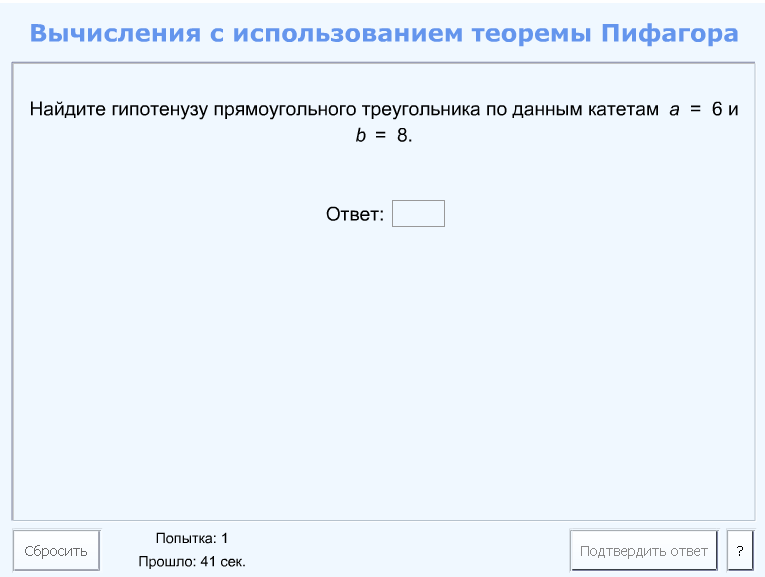 Вычисления с использованием теоремы Пифагора
Найдите гипотенузу прямоугольного треугольника по данным катетам a = 6 и
b = 8.
Ответ:
Сбросить
Попытка: 1
Прошло: 41 сек.
Подтвердить ответ
?